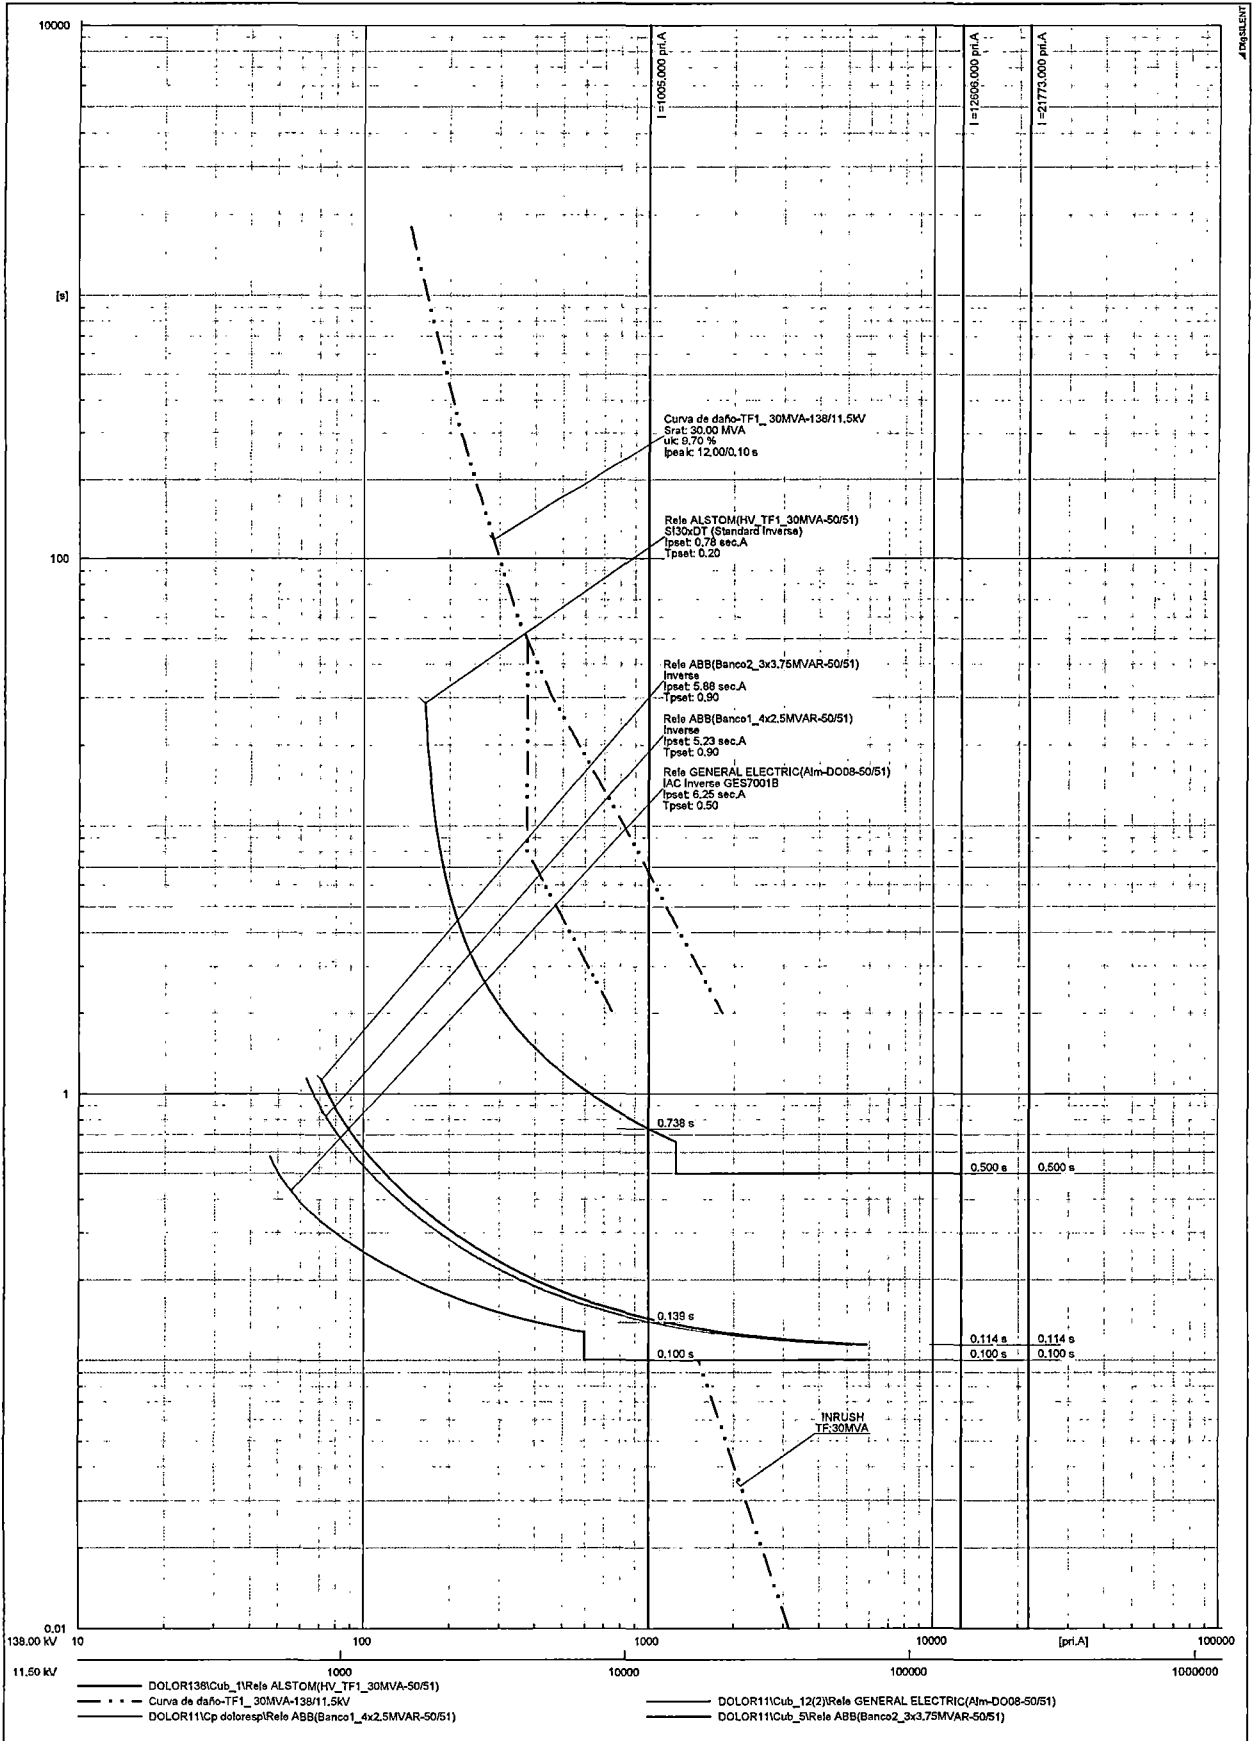 10000
[s]
100
1
0.01
DIgSILENT
I =1005.000 pri.A
I =12606.000 pri.A
I =21773.000 pri.A
Curva de daño-TF1_ 30MVA-138/11.5kV
Srat: 30.00 MVA
uk: 9.70 %
Ipeak: 12.00/0.10 s
Rele ALSTOM(HV_TF1_30MVA-50/51)
SI30xDT (Standard Inverse)
Ipset: 0.78 sec.A
Tpset: 0.20
Rele ABB(Banco2_3x3.75MVAR-50/51)
Inverse
Ipset: 5.88 sec.A
Tpset: 0.90
Rele ABB(Banco1_4x2.5MVAR-50/51)
Inverse
Ipset: 5.23 sec.A
Tpset: 0.90
Rele GENERAL ELECTRIC(Alm-DO08-50/51)
IAC Inverse GES7001B
Ipset: 6.25 sec.A
Tpset: 0.50
0.738 s
0.500 s
0.500 s
0.139 s
0.114 s
0.114 s
0.100 s
0.100 s
0.100 s
INRUSH
TF:30MVA
138.00 kV 10 100 1000 10000 [pri.A] 100000
11.50 kV 1000 10000 100000 1000000
DOLOR138\Cub_1\Rele ALSTOM(HV_TF1_30MVA-50/51)
Curva de daño-TF1_ 30MVA-138/11.5kV
DOLOR11\Cp doloresp\Rele ABB(Banco1_4x2.5MVAR-50/51)
DOLOR11\Cub_12(2)\Rele GENERAL ELECTRIC(Alm-DO08-50/51)
DOLOR11\Cub_5\Rele ABB(Banco2_3x3.75MVAR-50/51)